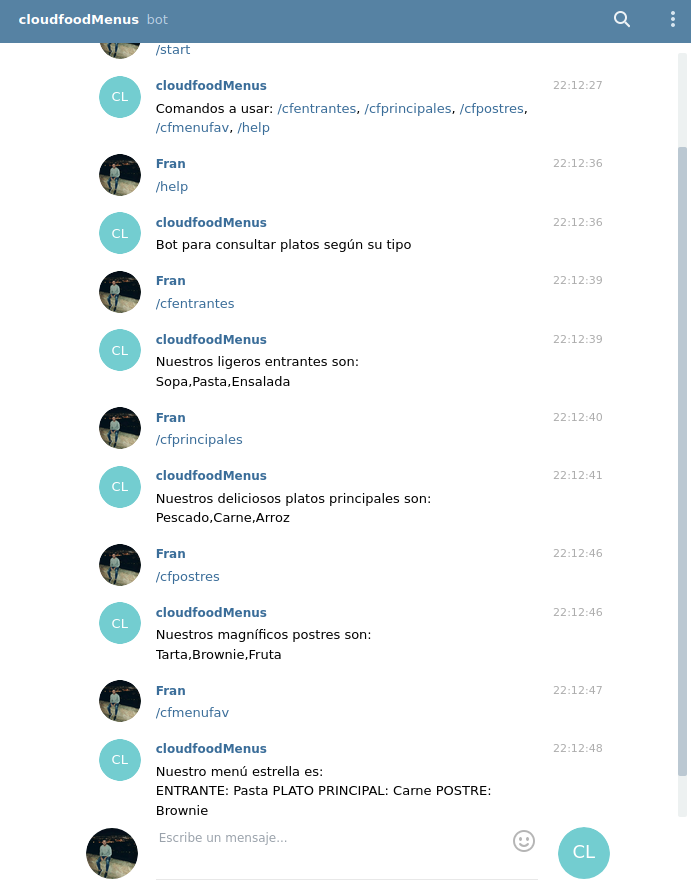 cloudfoodMenus bot
/start
cloudfoodMenus 22:12:27
CL
Comandos a usar: /cfentrantes, /cfprincipales, /cfpostres,
/cfmenufav, /help
Fran 22:12:36
/help
cloudfoodMenus 22:12:36
CL
Bot para consultar platos según su tipo
Fran 22:12:39
/cfentrantes
cloudfoodMenus 22:12:39
CL
Nuestros ligeros entrantes son:
Sopa,Pasta,Ensalada
Fran 22:12:40
/cfprincipales
cloudfoodMenus 22:12:41
CL
Nuestros deliciosos platos principales son:
Pescado,Carne,Arroz
Fran 22:12:46
/cfpostres
cloudfoodMenus 22:12:46
CL
Nuestros magníficos postres son:
Tarta,Brownie,Fruta
Fran 22:12:47
/cfmenufav
cloudfoodMenus 22:12:48
CL
Nuestro menú estrella es:
ENTRANTE: Pasta PLATO PRINCIPAL: Carne POSTRE:
Brownie
Escribe un mensaje...
CL